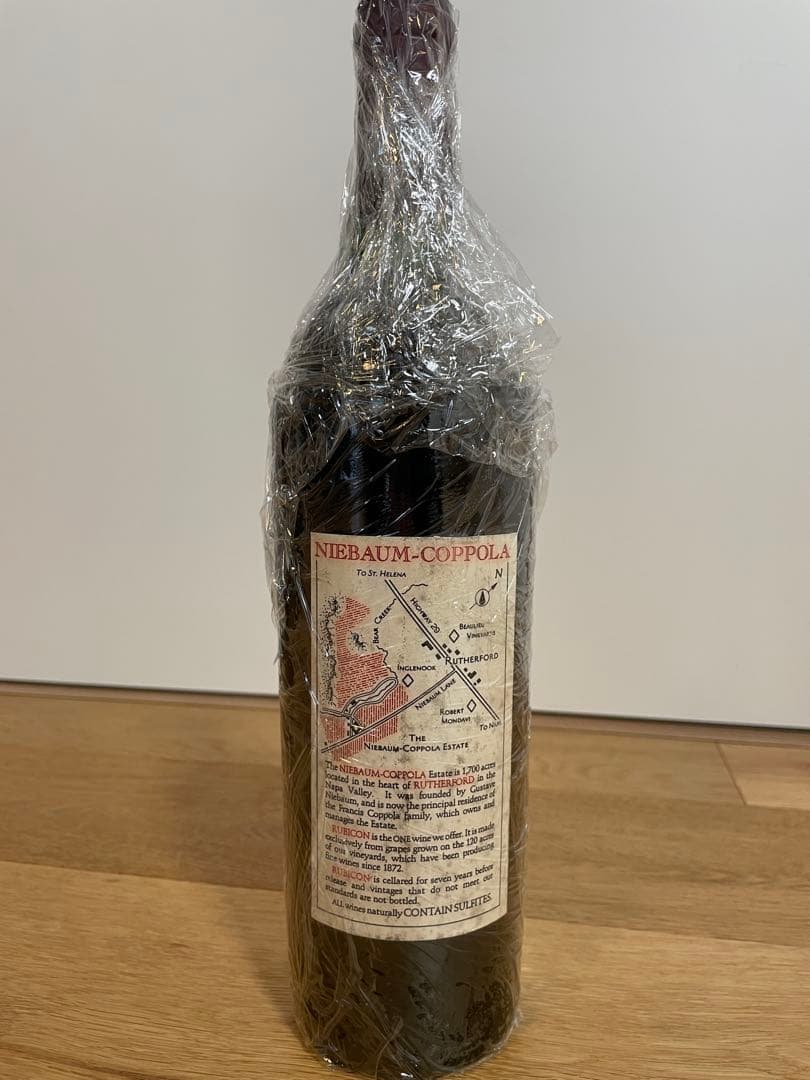 NIEBAUM-COPPOLA
TO ST. HELENA
N
HIGHWAY 29
BEAR CREEK
BEAULIEU
VINEYARDS
RUTHERFORD
INGLENOOK
NIEBAUM LANE
ROBERT
MONDAVI
TO NAPA
THE
NIEBAUM-COPPOLA ESTATE
The NIEBAUM-COPPOLA Estate is 1,700 acres
located in the heart of RUTHERFORD in the
Napa Valley. It was founded by Gustave
Niebaum, and is now the principal residence of
the Francis Coppola family, which owns and
manages the Estate.
RUBICON is the ONE wine we offer. It is made
exclusively from grapes grown on the 120 acres
of our vineyards, which have been producing
fine wines since 1872.
RUBICON is cellared for seven years before
release and vintages that do not meet our
standards are not bottled.
ALL wines naturally CONTAIN SULFITES.